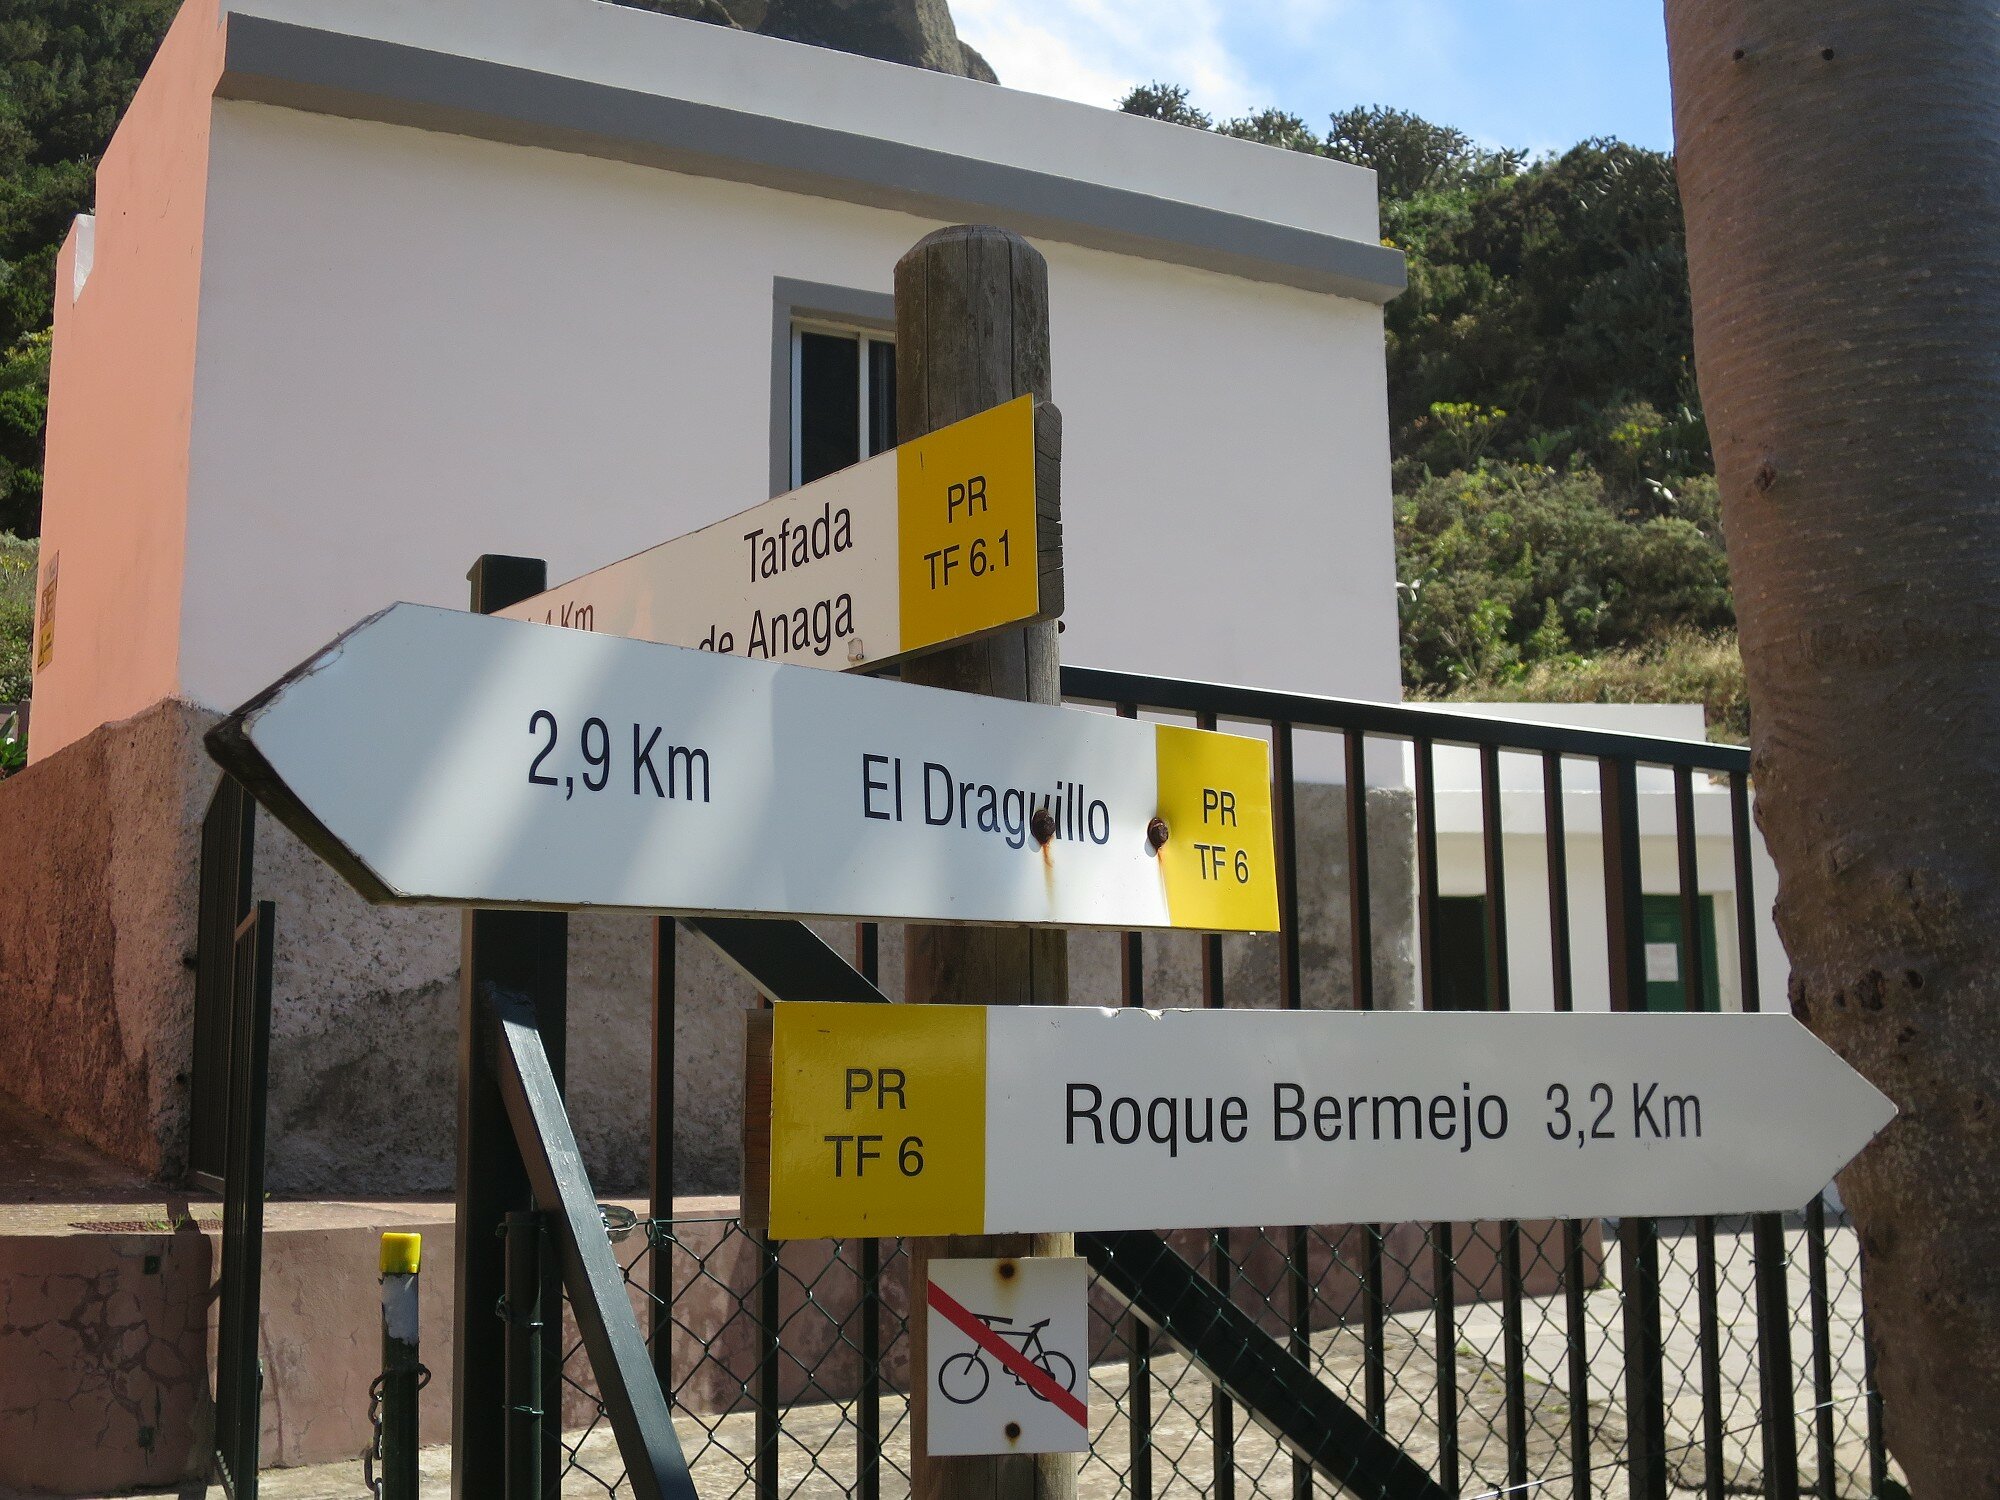 Tafada
de Anaga
Km
PR
TF 6.1
2,9 Km El Draguillo
PR
TF 6
PR
TF 6
Roque Bermejo 3,2 Km